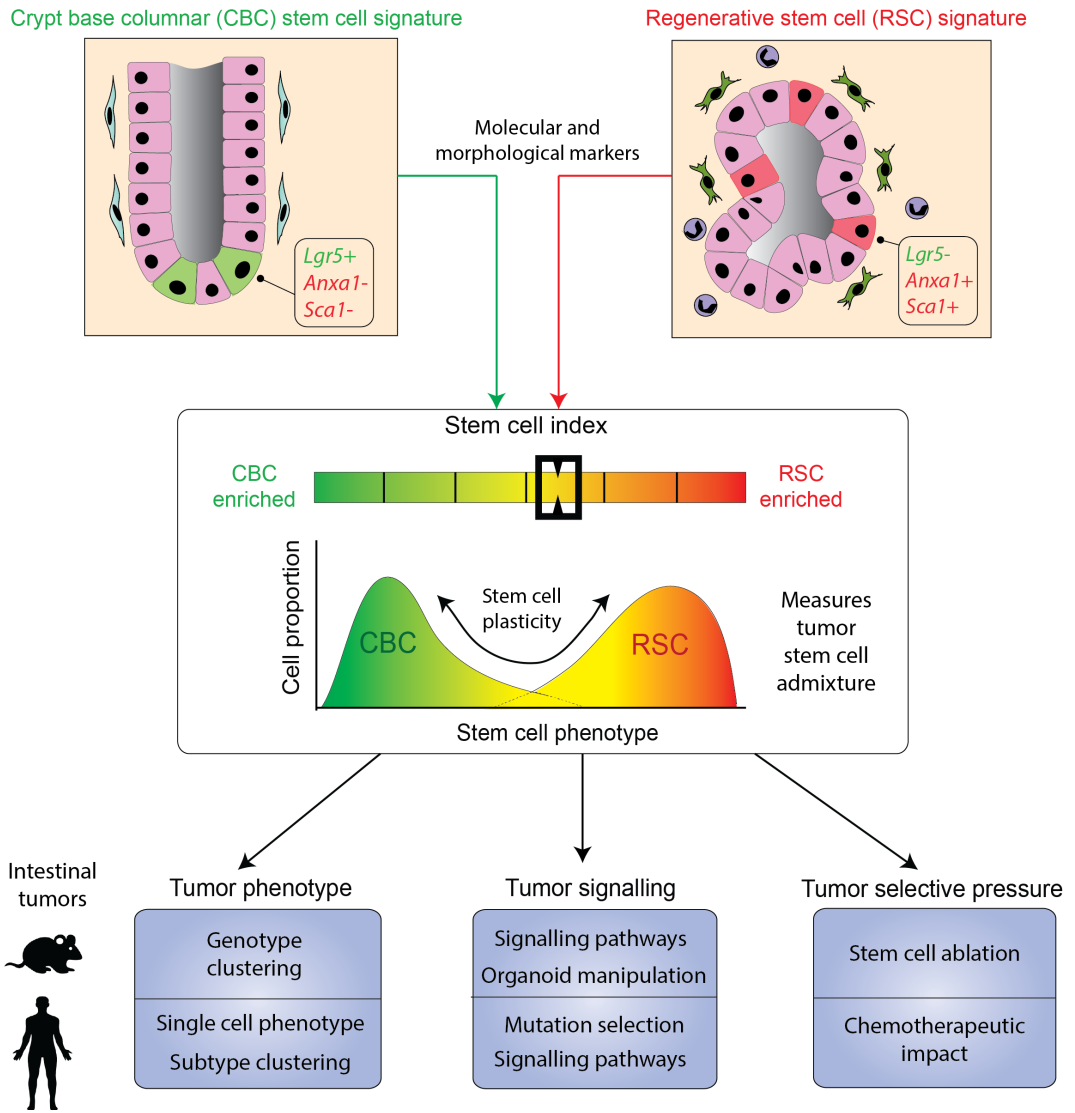 Crypt base columnar (CBC) stem cell signature
Regenerative stem cell (RSC) signature
Molecular and
morphological markers
Lgr5+
Anxa1-
Sca1-
Lgr5-
Anxa1+
Sca1+
Stem cell index
CBC
enriched
RSC
enriched
Cell proportion
CBC
Stem cell
plasticity
RSC
Measures
tumor
stem cell
admixture
Stem cell phenotype
Intestinal
tumors
Tumor phenotype
Genotype
clustering
Single cell phenotype
Subtype clustering
Tumor signalling
Signalling pathways
Organoid manipulation
Mutation selection
Signalling pathways
Tumor selective pressure
Stem cell ablation
Chemotherapeutic
impact